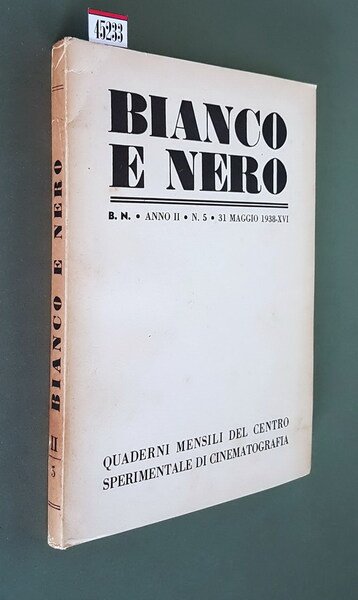 45233
BIANCO
E NERO
B. N. • ANNO II • N. 5 • 31 MAGGIO 1938-XVI
QUADERNI MENSILI DEL CENTRO
SPERIMENTALE DI CINEMATOGRAFIA
BIANCO E NERO
II
5